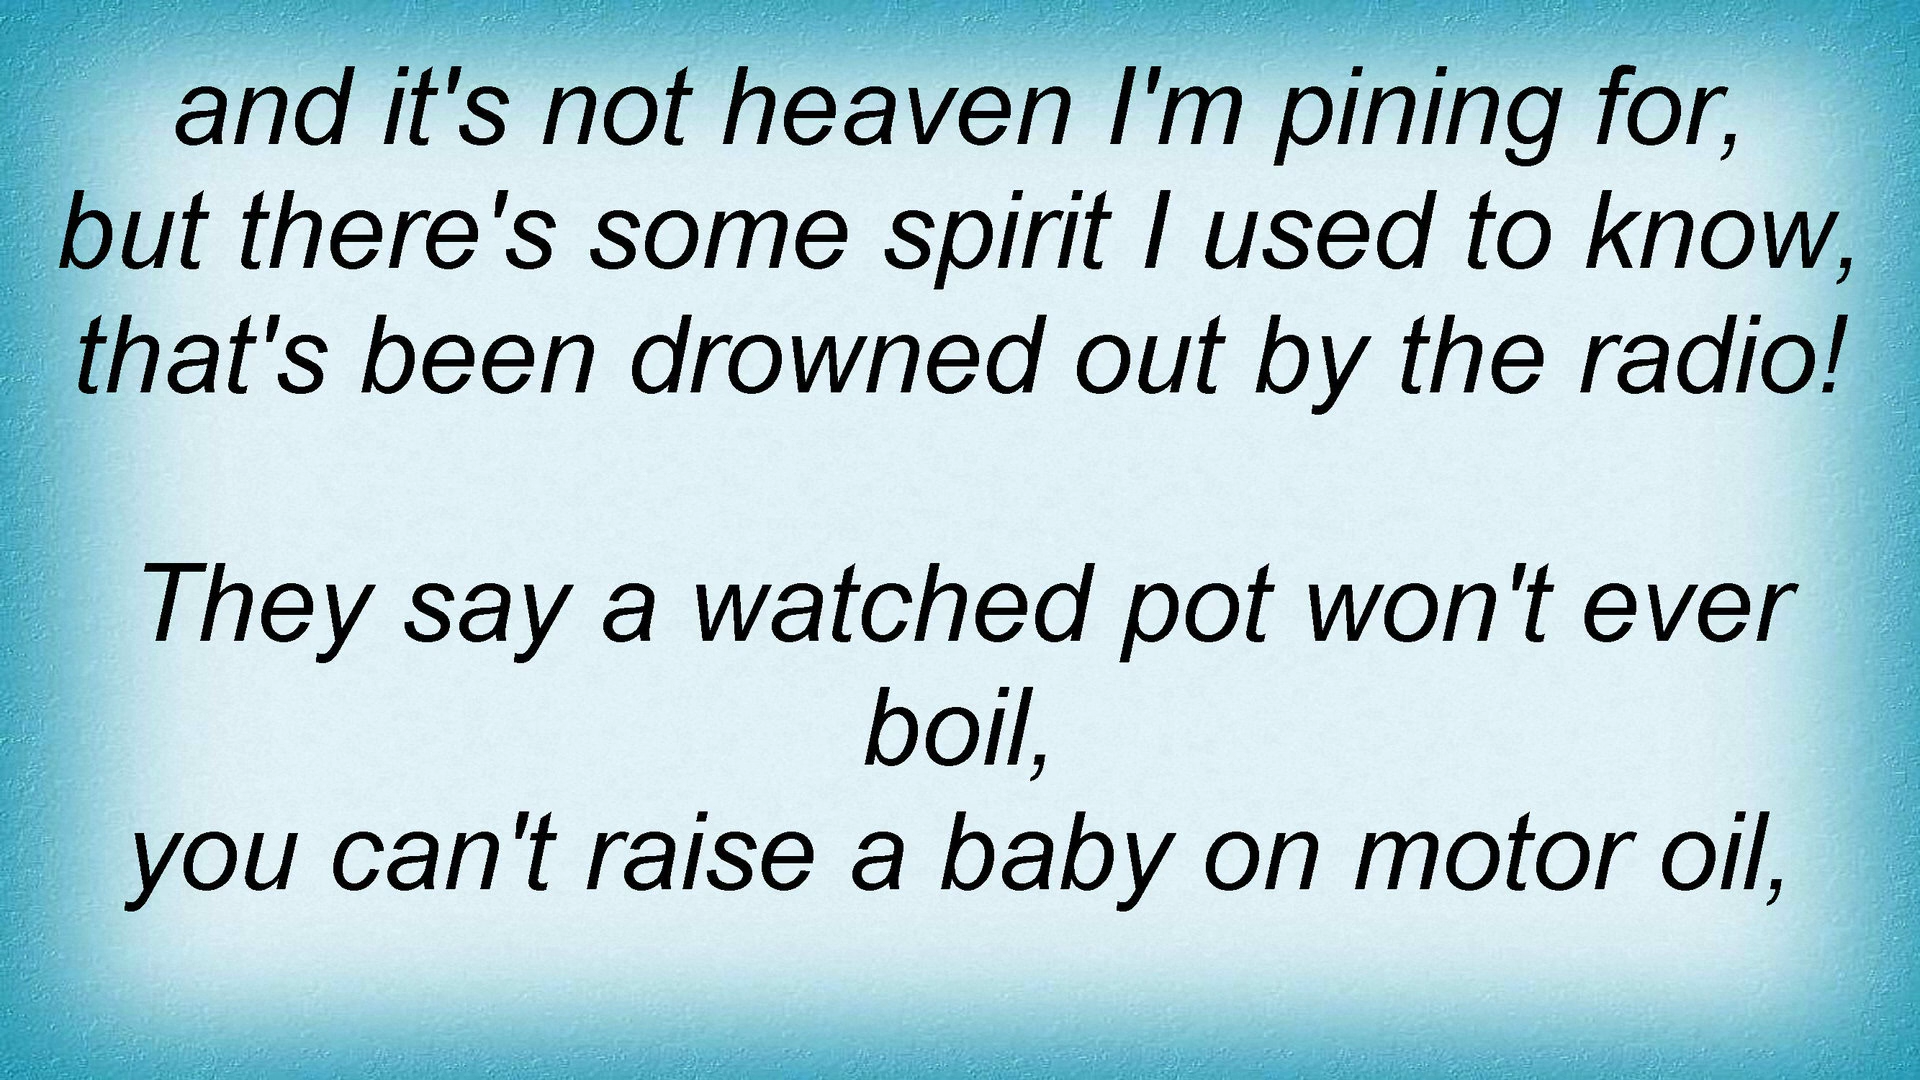 and it's not heaven I'm pining for,
but there's some spirit I used to know,
that's been drowned out by the radio!
They say a watched pot won't ever
boil,
you can't raise a baby on motor oil,